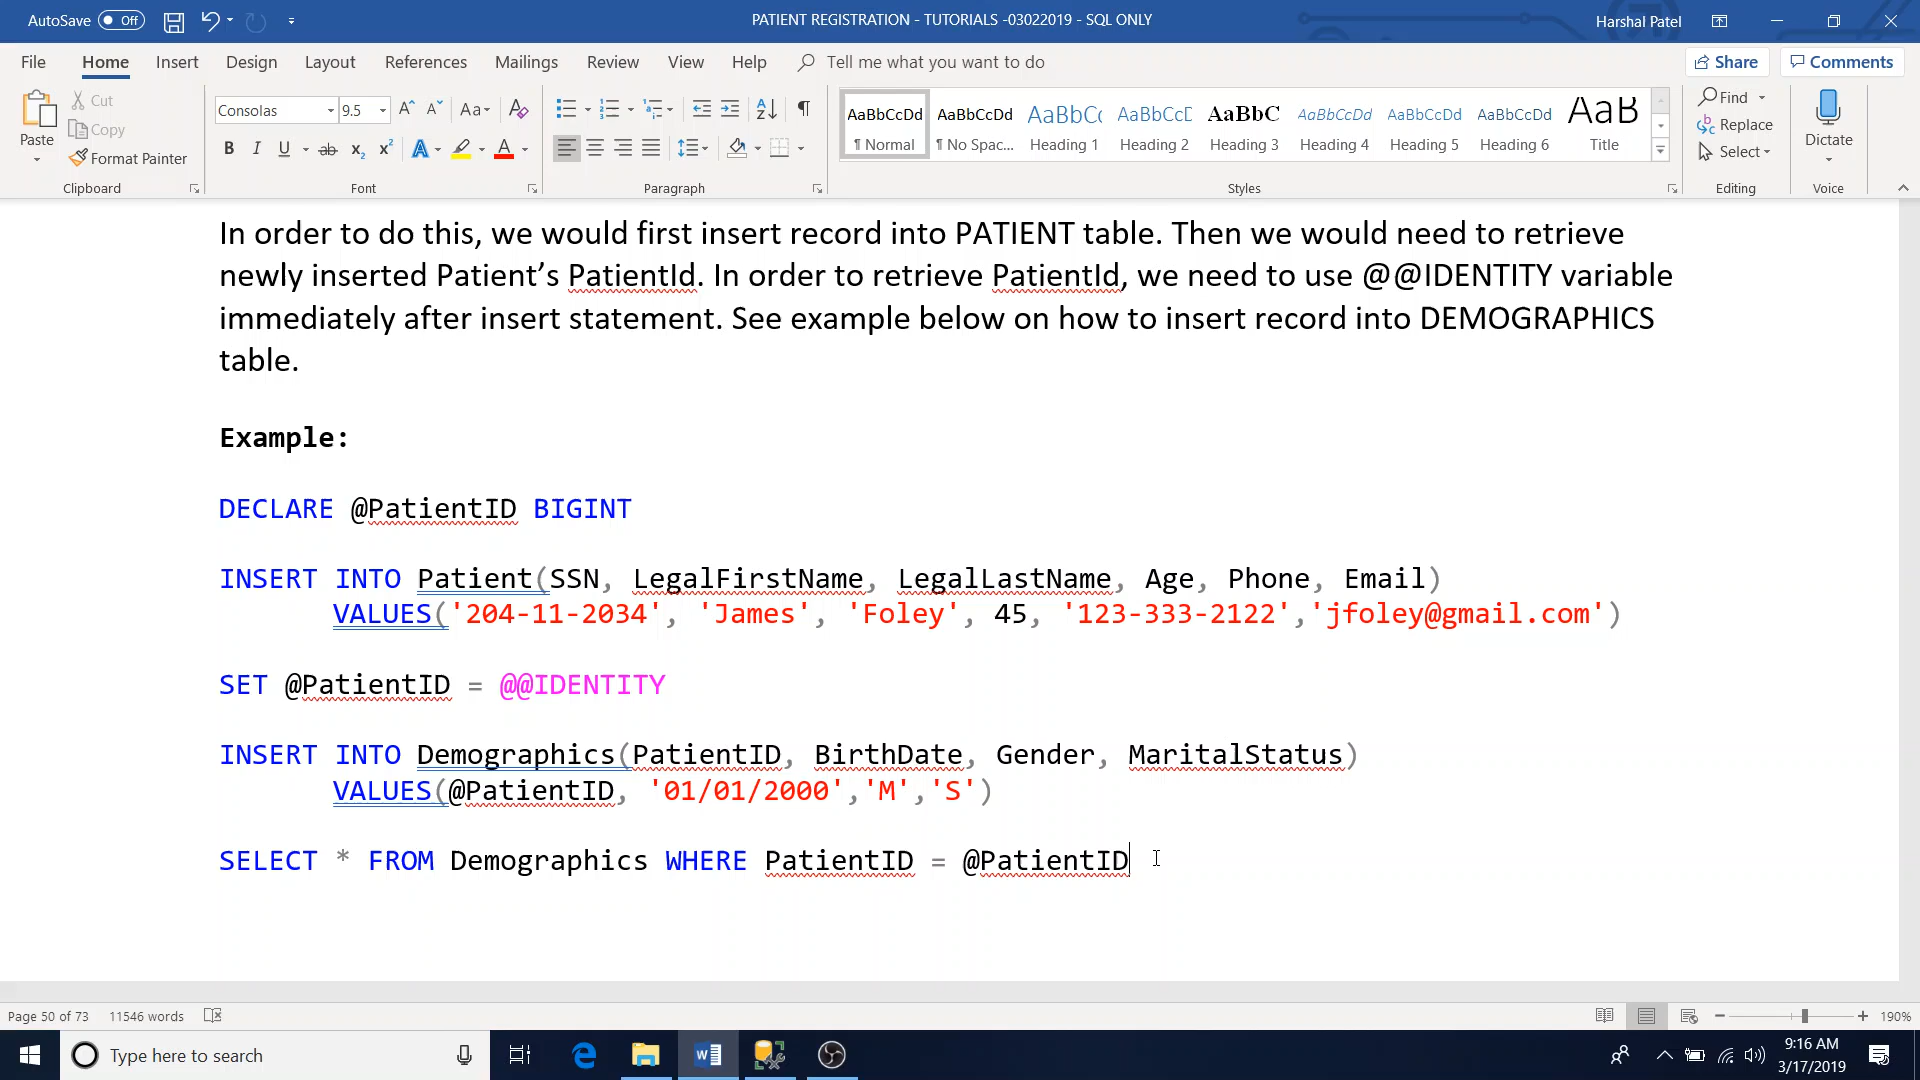 AutoSave Off PATIENT REGISTRATION - TUTORIALS -03022019 - SQL ONLY Harshal Patel
File Home Insert Design Layout References Mailings Review View Help Tell me what you want to do Share Comments
Paste Cut Copy Format Painter
Consolas 9.5
AaBbCcDd AaBbCcDd AaBbCc AaBbCcD AaBbC AaBbCcDd AaBbCcDd AaBbCcDd AaB
¶ Normal ¶ No Spac... Heading 1 Heading 2 Heading 3 Heading 4 Heading 5 Heading 6 Title
Find Replace Select Dictate
Clipboard Font Paragraph Styles Editing Voice
In order to do this, we would first insert record into PATIENT table. Then we would need to retrieve
newly inserted Patient’s PatientId. In order to retrieve PatientId, we need to use @@IDENTITY variable
immediately after insert statement. See example below on how to insert record into DEMOGRAPHICS
table.
Example:
DECLARE @PatientID BIGINT
INSERT INTO Patient(SSN, LegalFirstName, LegalLastName, Age, Phone, Email)
VALUES('204-11-2034', 'James', 'Foley', 45, '123-333-2122','jfoley@gmail.com')
SET @PatientID = @@IDENTITY
INSERT INTO Demographics(PatientID, BirthDate, Gender, MaritalStatus)
VALUES(@PatientID, '01/01/2000','M','S')
SELECT * FROM Demographics WHERE PatientID = @PatientID
Page 50 of 73 11546 words 190%
Type here to search 9:16 AM
3/17/2019